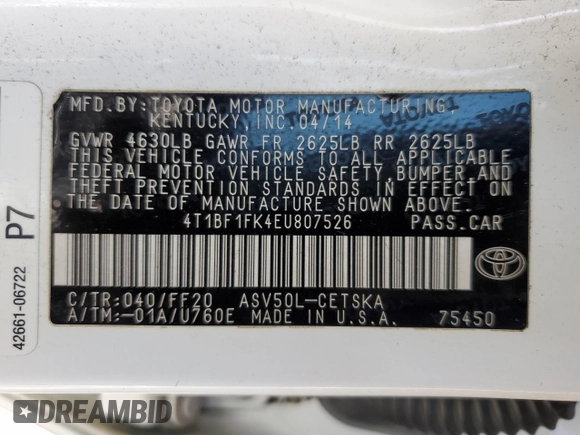 MFD. BY: TOYOTA MOTOR MANUFACTURING,
KENTUCKY, INC. 04/14
GVWR 4630LB GAWR FR 2625LB RR 2625LB
THIS VEHICLE CONFORMS TO ALL APPLICABLE
FEDERAL MOTOR VEHICLE SAFETY, BUMPER, AND
THEFT PREVENTION STANDARDS IN EFFECT ON
THE DATE OF MANUFACTURE SHOWN ABOVE.
4T1BF1FK4EU807526 PASS. CAR
C/TR: 040/FF20 ASV50L-CETSKA
A/TM: -01A/U760E MADE IN U.S.A. 75450
TOYOTA
42661-06722
P7
DREAMBID